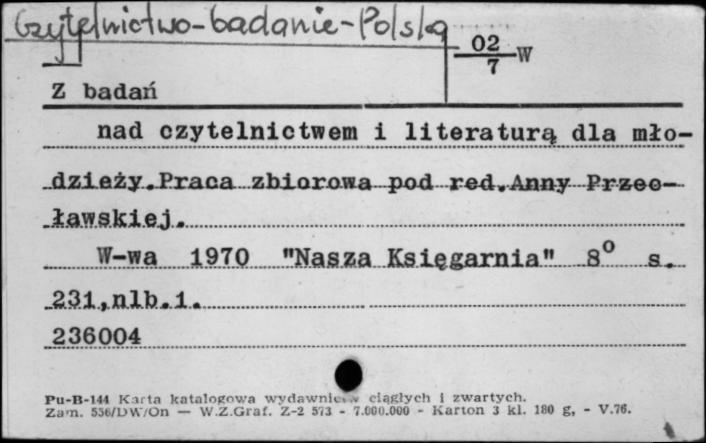 Czytelnictwo-badanie-Polska
02
7 W
Z badań
nad czytelnictwem i literaturą dla mło-
dzieży.Praca zbiorowa pod red.Anny Przec-
ławskiej.
W-wa 1970 "Nasza Księgarnia" 8° s.
231,nlb.1.
236004
Pu-B-144 Karta katalogowa wydawnictw ciągłych i zwartych.
Zam. 556/DW/On — W.Z.Graf. Z-2 573 - 7.000.000 - Karton 3 kl. 180 g, - V.76.